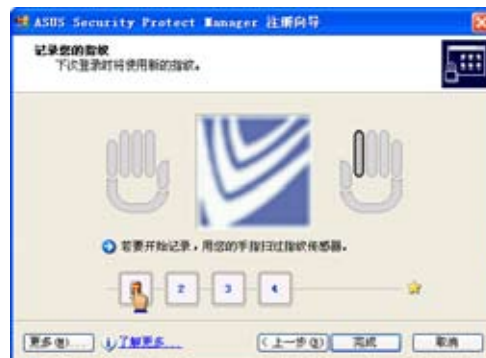 ASUS Security Protect Manager 注册向导
记录您的指纹
下次登录时将使用新的指纹。
若要开始记录，用您的手指扫过指纹传感器。
2 3 4
更多(M)... 了解更多... <上一步(Q) 完成 取消